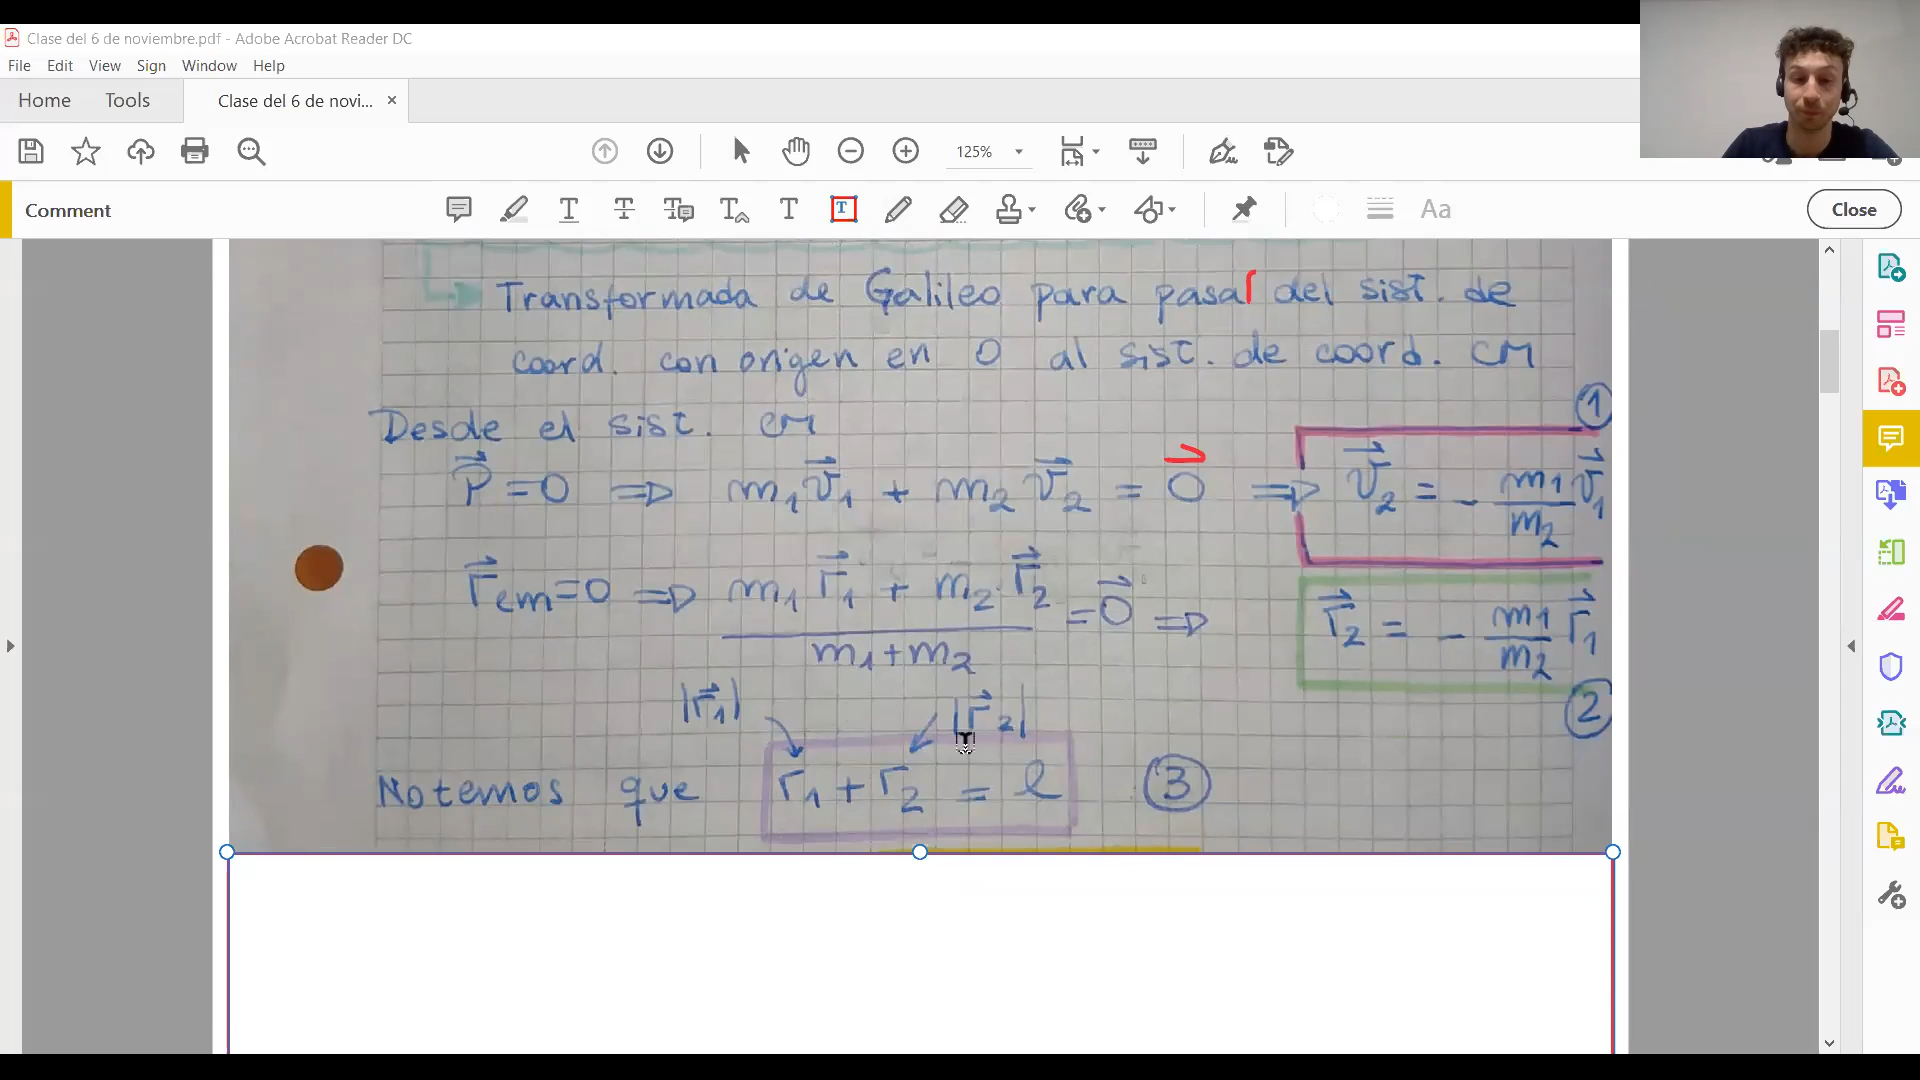 Clase del 6 de noviembre.pdf - Adobe Acrobat Reader DC
File Edit View Sign Window Help
Home Tools Clase del 6 de novi... ×
125%
Comment
Aa
Close
Transformada de Galileo para pasar del sist. de
coord. con origen en O al sist. de coord. CM
Desde el sist. CM
①
P⃗ = 0 ⇒ m₁v⃗₁ + m₂v⃗₂ = 0⃗ ⇒ v⃗₂ = - m₁/m₂ v⃗₁
r⃗cm = 0 ⇒ (m₁ r⃗₁ + m₂. r⃗₂)/(m₁+m₂) = 0⃗ ⇒ r⃗₂ = - m₁/m₂ r⃗₁
②
|r⃗₁| |r⃗₂|
Notemos que r₁ + r₂ = l ③